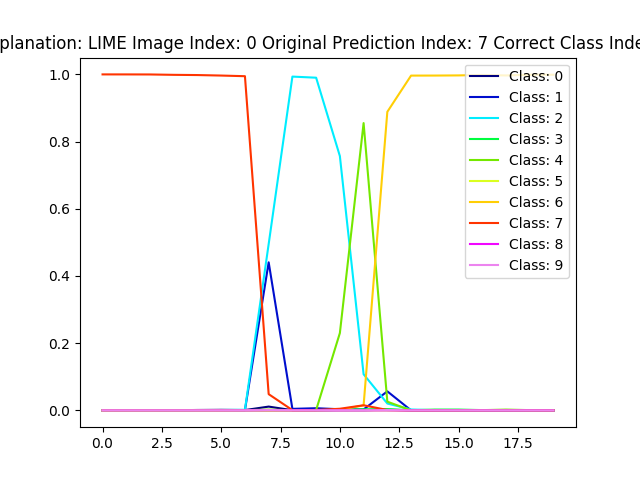 planation: LIME Image Index: 0 Original Prediction Index: 7 Correct Class Inde
1.0
0.8
0.6
0.4
0.2
0.0
0.0 2.5 5.0 7.5 10.0 12.5 15.0 17.5
Class: 0
Class: 1
Class: 2
Class: 3
Class: 4
Class: 5
Class: 6
Class: 7
Class: 8
Class: 9